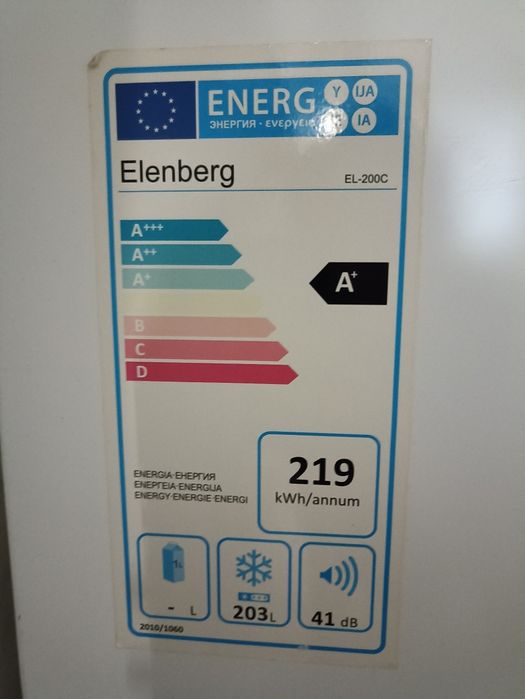 ENERG Y IJA
ЭНЕРГИЯ · ενεργεια IA
Elenberg EL-200C
A+++
A++
A+ A+
B
C
D
ENERGIA·ЕНЕРГИЯ
ΕΝΕΡΓΕΙΑ·ENERGIJA
ENERGY·ENERGIE·ENERGI
219
kWh/annum
1L
- L
203L
41 dB
2010/1060